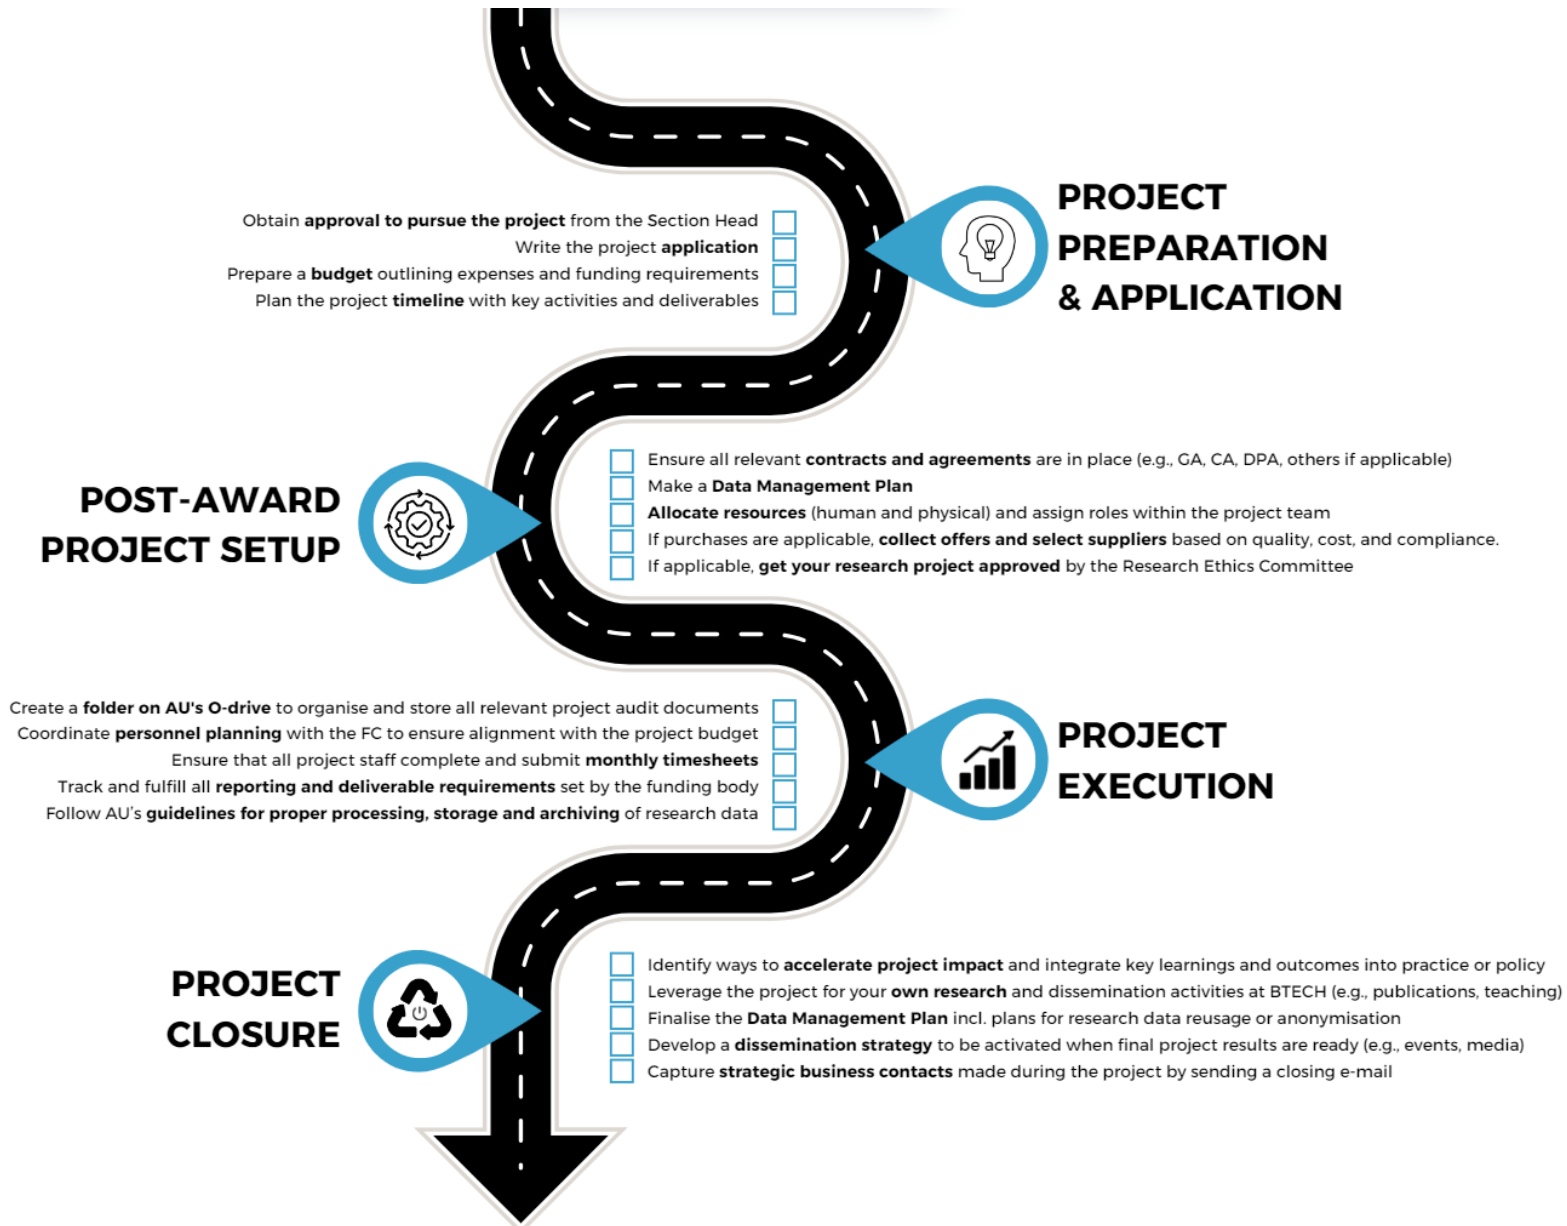 PROJECT
PREPARATION
& APPLICATION
Obtain approval to pursue the project from the Section Head
Write the project application
Prepare a budget outlining expenses and funding requirements
Plan the project timeline with key activities and deliverables
POST-AWARD
PROJECT SETUP
Ensure all relevant contracts and agreements are in place (e.g., GA, CA, DPA, others if applicable)
Make a Data Management Plan
Allocate resources (human and physical) and assign roles within the project team
If purchases are applicable, collect offers and select suppliers based on quality, cost, and compliance.
If applicable, get your research project approved by the Research Ethics Committee
PROJECT
EXECUTION
Create a folder on AU's O-drive to organise and store all relevant project audit documents
Coordinate personnel planning with the FC to ensure alignment with the project budget
Ensure that all project staff complete and submit monthly timesheets
Track and fulfill all reporting and deliverable requirements set by the funding body
Follow AU’s guidelines for proper processing, storage and archiving of research data
PROJECT
CLOSURE
Identify ways to accelerate project impact and integrate key learnings and outcomes into practice or policy
Leverage the project for your own research and dissemination activities at BTECH (e.g., publications, teaching)
Finalise the Data Management Plan incl. plans for research data reusage or anonymisation
Develop a dissemination strategy to be activated when final project results are ready (e.g., events, media)
Capture strategic business contacts made during the project by sending a closing e-mail